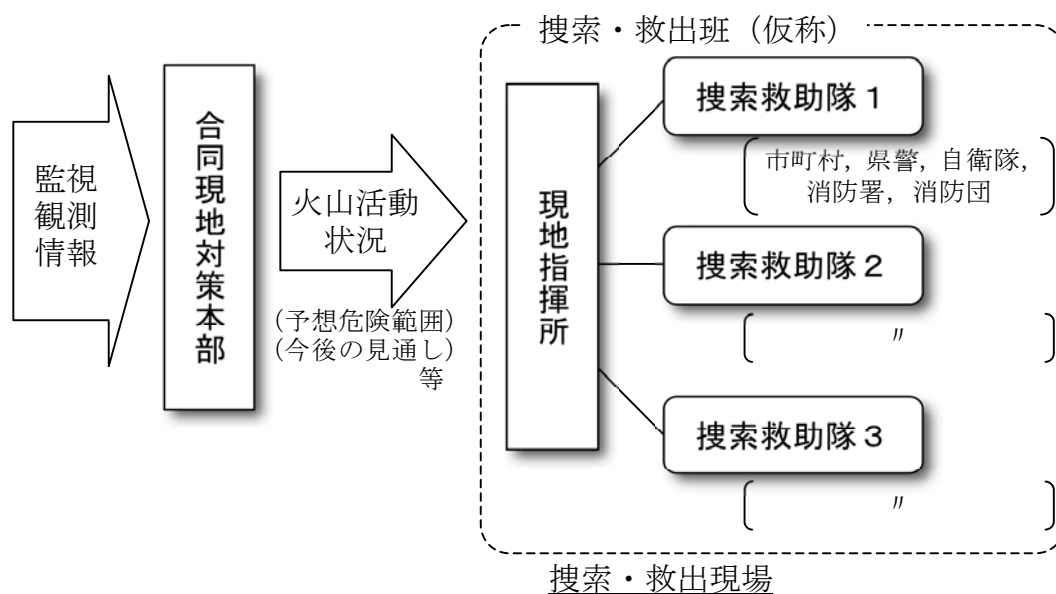 捜索・救出班（仮称）
監視
観測
情報
合同現地対策本部
火山活動
状況
(予想危険範囲)
(今後の見通し)
等
現地指揮所
捜索救助隊１
市町村，県警，自衛隊，
消防署，消防団
捜索救助隊２
〃
捜索救助隊３
〃
捜索・救出現場